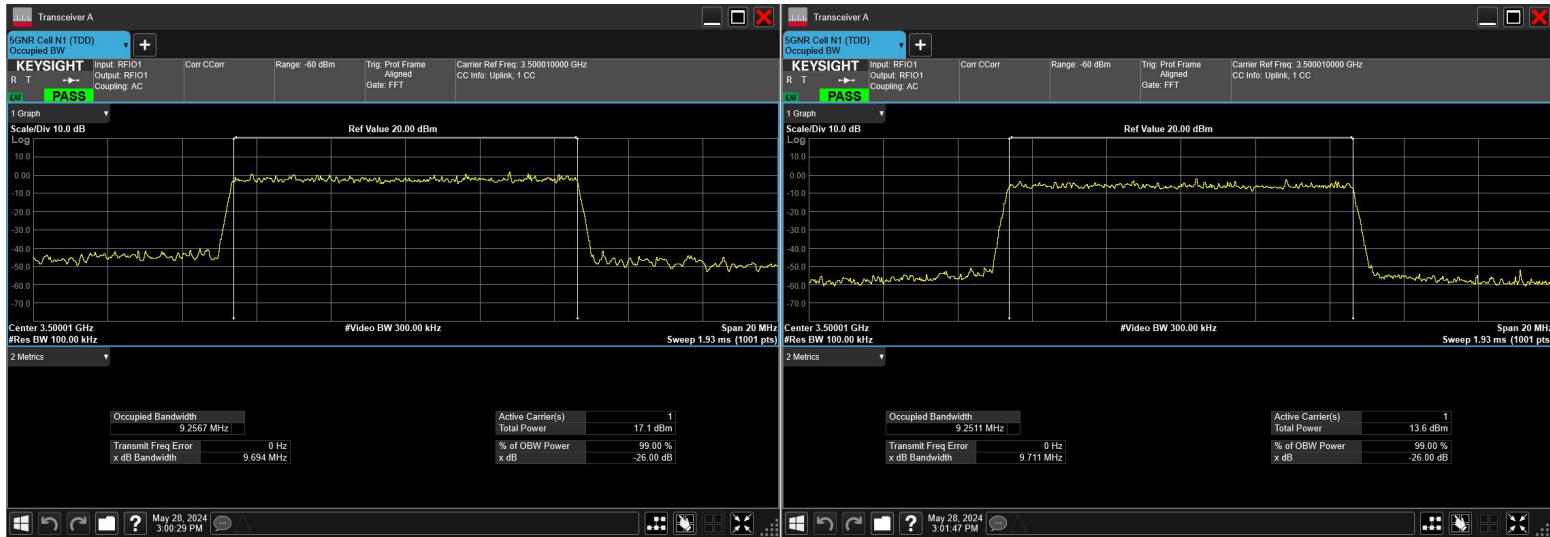 Transceiver A
5GNR Cell N1 (TDD)
Occupied BW
+
KEYSIGHT
R T
LXI
PASS
Input: RFIO1
Output: RFIO1
Coupling: AC
Corr CCorr
Range: -60 dBm
Trig: Prot Frame
Aligned
Gate: FFT
Carrier Ref Freq: 3.500010000 GHz
CC Info: Uplink, 1 CC
1 Graph
Scale/Div 10.0 dB
Ref Value 20.00 dBm
Log
10.0
0.00
-10.0
-20.0
-30.0
-40.0
-50.0
-60.0
-70.0
Center 3.50001 GHz
#Video BW 300.00 kHz
Span 20 MHz
#Res BW 100.00 kHz
Sweep 1.93 ms (1001 pts)
2 Metrics
Occupied Bandwidth
9.2567 MHz
Transmit Freq Error 0 Hz
x dB Bandwidth 9.694 MHz
Active Carrier(s) 1
Total Power 17.1 dBm
% of OBW Power 99.00 %
x dB -26.00 dB
?
May 28, 2024
3:00:29 PM
Transceiver A
5GNR Cell N1 (TDD)
Occupied BW
+
KEYSIGHT
R T
LXI
PASS
Input: RFIO1
Output: RFIO1
Coupling: AC
Corr CCorr
Range: -60 dBm
Trig: Prot Frame
Aligned
Gate: FFT
Carrier Ref Freq: 3.500010000 GHz
CC Info: Uplink, 1 CC
1 Graph
Scale/Div 10.0 dB
Ref Value 20.00 dBm
Log
10.0
0.00
-10.0
-20.0
-30.0
-40.0
-50.0
-60.0
-70.0
Center 3.50001 GHz
#Video BW 300.00 kHz
Span 20 MHz
#Res BW 100.00 kHz
Sweep 1.93 ms (1001 pts
2 Metrics
Occupied Bandwidth
9.2511 MHz
Transmit Freq Error 0 Hz
x dB Bandwidth 9.711 MHz
Active Carrier(s) 1
Total Power 13.6 dBm
% of OBW Power 99.00 %
x dB -26.00 dB
?
May 28, 2024
3:01:47 PM